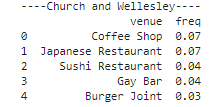 ----Church and Wellesley----
venue freq
0 Coffee Shop 0.07
1 Japanese Restaurant 0.07
2 Sushi Restaurant 0.04
3 Gay Bar 0.04
4 Burger Joint 0.03